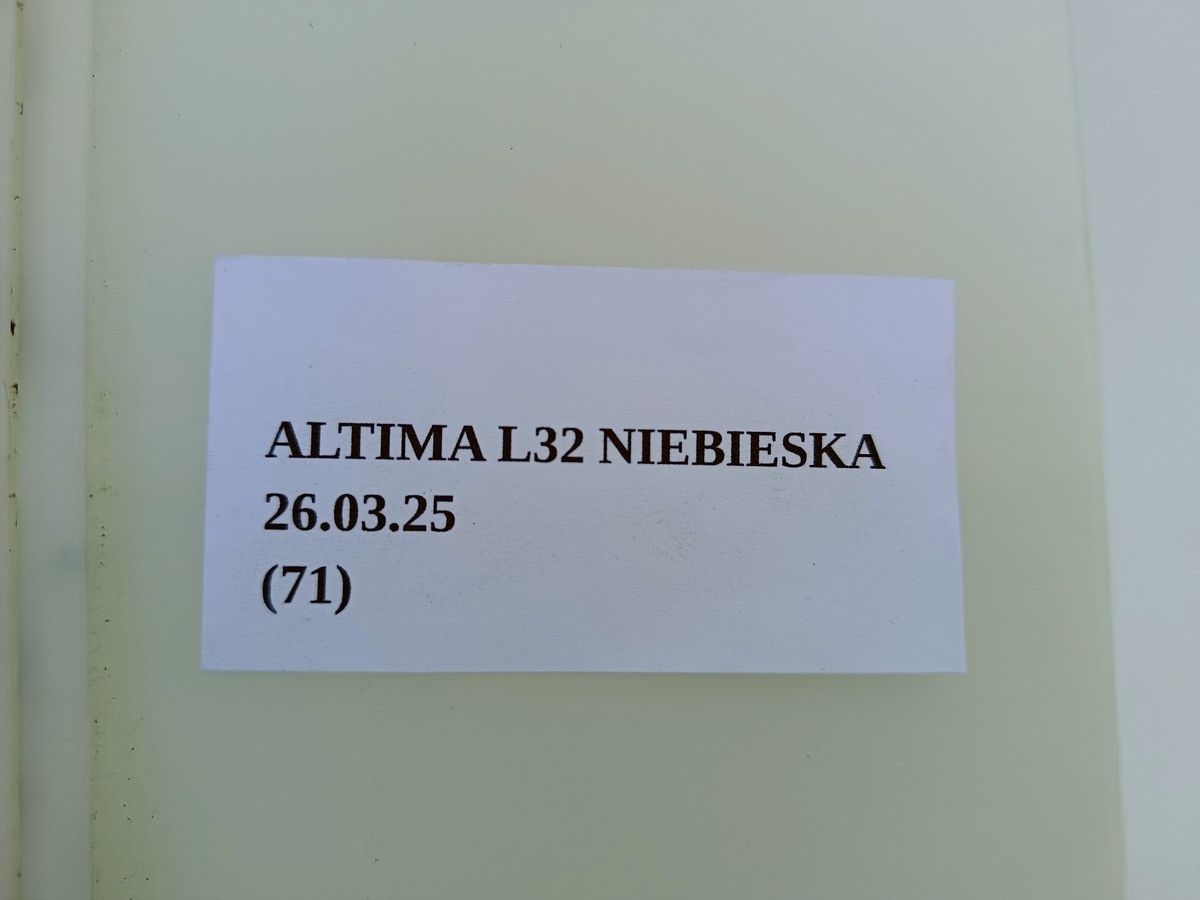 ALTIMA L32 NIEBIESKA
26.03.25
(71)